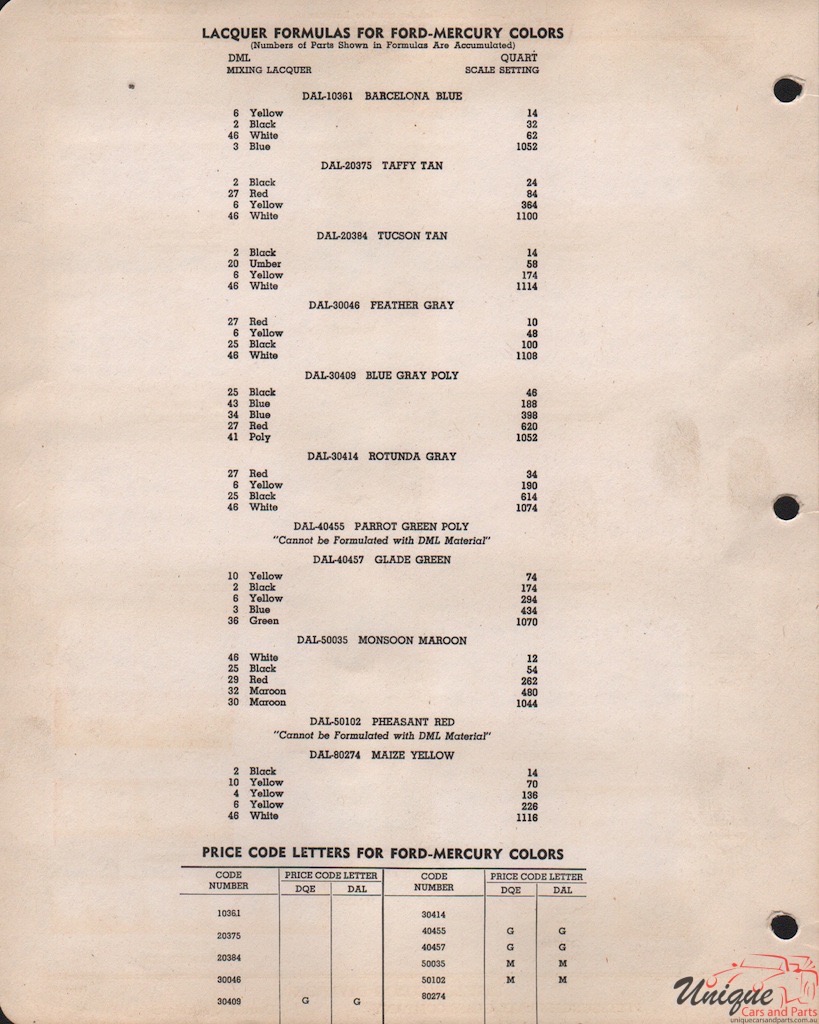 LACQUER FORMULAS FOR FORD-MERCURY COLORS
(Numbers of Parts Shown in Formulas Are Accumulated)
DML QUART
MIXING LACQUER SCALE SETTING
DAL-10361 BARCELONA BLUE
6 Yellow 14
2 Black 32
46 White 62
3 Blue 1052
DAL-20375 TAFFY TAN
2 Black 24
27 Red 84
6 Yellow 364
46 White 1100
DAL-20384 TUCSON TAN
2 Black 14
20 Umber 58
6 Yellow 174
46 White 1114
DAL-30046 FEATHER GRAY
27 Red 10
6 Yellow 48
25 Black 100
46 White 1108
DAL-30409 BLUE GRAY POLY
25 Black 46
43 Blue 188
34 Blue 398
27 Red 620
41 Poly 1052
DAL-30414 ROTUNDA GRAY
27 Red 34
6 Yellow 190
25 Black 614
46 White 1074
DAL-40455 PARROT GREEN POLY
"Cannot be Formulated with DML Material"
DAL-40457 GLADE GREEN
10 Yellow 74
2 Black 174
6 Yellow 294
3 Blue 434
36 Green 1070
DAL-50035 MONSOON MAROON
46 White 12
25 Black 54
29 Red 262
32 Maroon 480
30 Maroon 1044
DAL-50102 PHEASANT RED
"Cannot be Formulated with DML Material"
DAL-80274 MAIZE YELLOW
2 Black 14
10 Yellow 70
4 Yellow 136
6 Yellow 226
46 White 1116
PRICE CODE LETTERS FOR FORD-MERCURY COLORS
CODE NUMBER PRICE CODE LETTER DQE DAL CODE NUMBER PRICE CODE LETTER DQE DAL
10361 30414
20375 40455 G G
40457 G G
20384 50035 M M
30046 50102 M M
30409 G G 80274
Unique
Cars and Parts
uniquecarsandparts.com.au